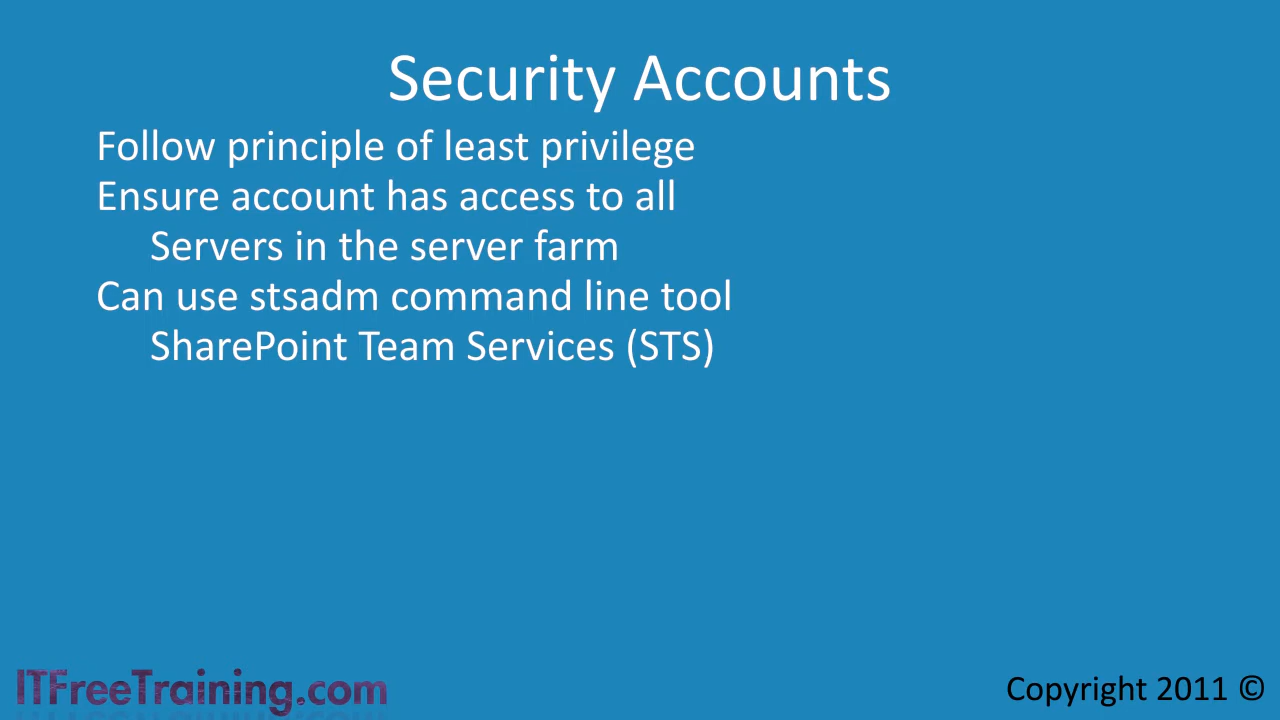 Security Accounts
Follow principle of least privilege
Ensure account has access to all
Servers in the server farm
Can use stsadm command line tool
SharePoint Team Services (STS)
ITFreeTraining.com
Copyright 2011 ©